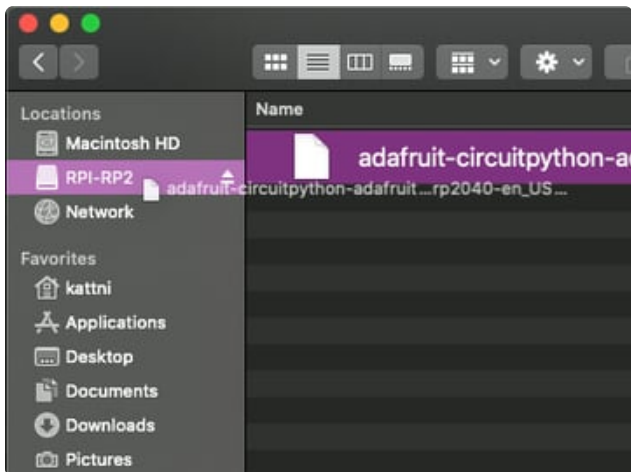 Locations
Name
Macintosh HD
adafruit-circuitpython-a
RPI-RP2
adafruit-circuitpython-adafruit...rp2040-en_US...
Network
Favorites
kattni
Applications
Desktop
Documents
Downloads
Pictures